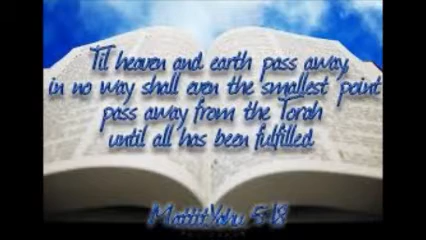 Til heaven and earth pass away,
in no way shall even the smallest point
pass away from the Torah
until all has been fulfilled.
MattitYahu 5:18